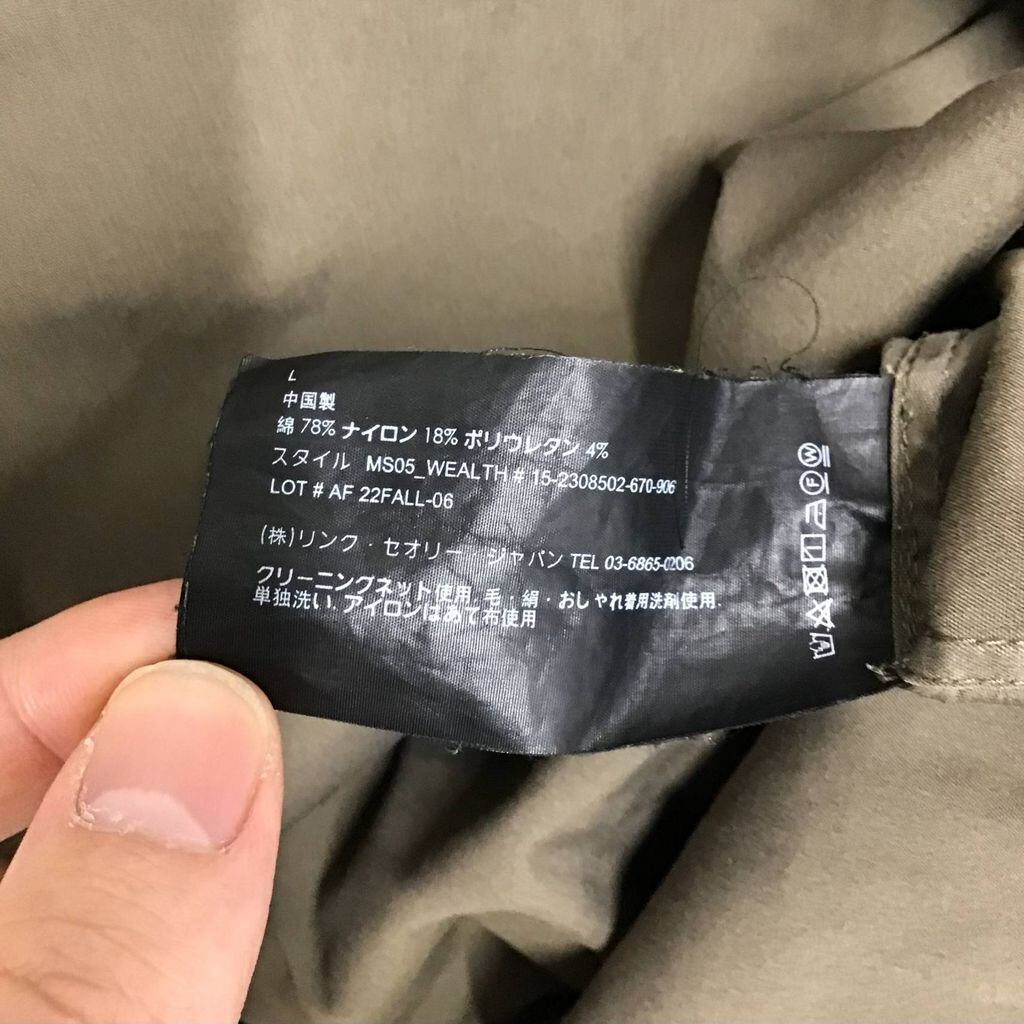 L
中国製
綿 78% ナイロン 18% ポリウレタン 4%
スタイル MS05_WEALTH # 15-2308502-670-906
LOT # AF 22FALL-06
(株)リンク・セオリー ジャパン TEL 03-6865-0206
クリーニングネット使用. 毛・絹・おしゃれ着用洗剤使用.
単独洗い. アイロンはあて布使用